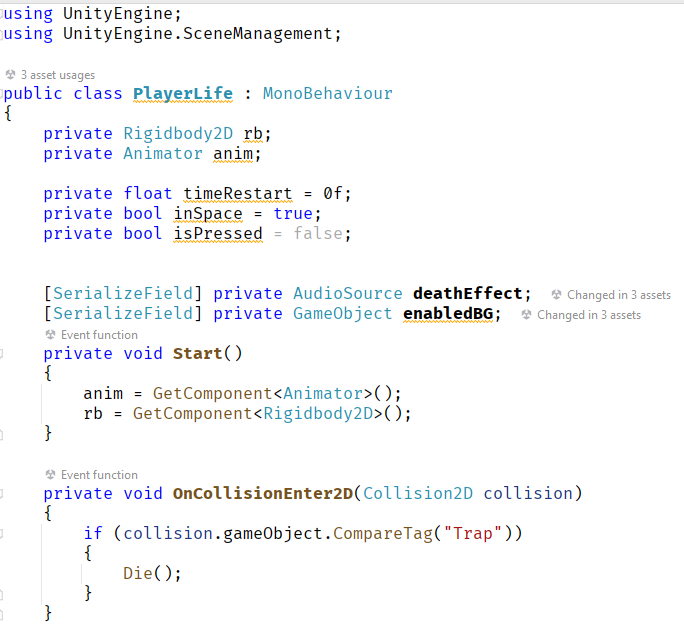 using UnityEngine;
using UnityEngine.SceneManagement;
3 asset usages
public class PlayerLife : MonoBehaviour
{
private Rigidbody2D rb;
private Animator anim;
private float timeRestart = 0f;
private bool inSpace = true;
private bool isPressed = false;
[SerializeField] private AudioSource deathEffect; Changed in 3 assets
[SerializeField] private GameObject enabledBG; Changed in 3 assets
Event function
private void Start()
{
anim = GetComponent<Animator>();
rb = GetComponent<Rigidbody2D>();
}
Event function
private void OnCollisionEnter2D(Collision2D collision)
{
if (collision.gameObject.CompareTag("Trap"))
{
Die();
}
}